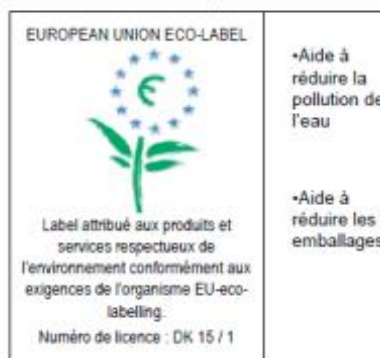 EUROPEAN UNION ECO-LABEL
Label attribué aux produits et
services respectueux de
l'environnement conformément aux
exigences de l'organisme EU-eco-
labelling.
Numéro de licence : DK 15 / 1
•Aide à
réduire la
pollution de
l'eau
•Aide à
réduire les
emballages